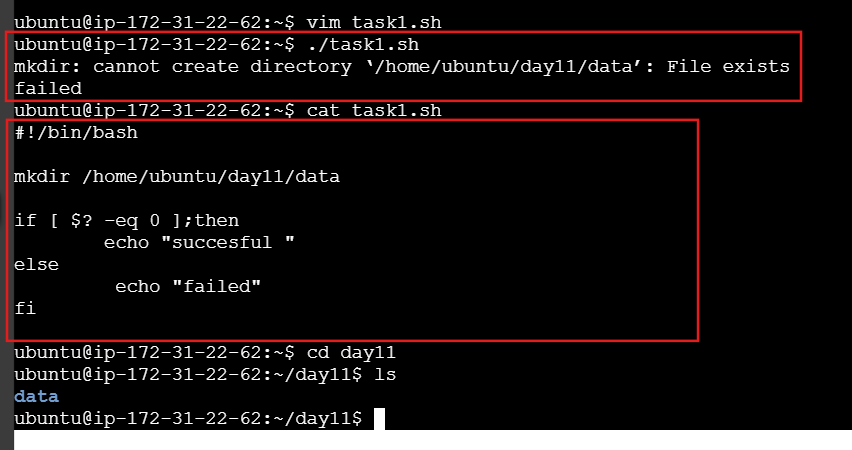 ubuntu@ip-172-31-22-62:~$ vim task1.sh
ubuntu@ip-172-31-22-62:~$ ./task1.sh
mkdir: cannot create directory ‘/home/ubuntu/day11/data’: File exists
failed
ubuntu@ip-172-31-22-62:~$ cat task1.sh
#!/bin/bash
mkdir /home/ubuntu/day11/data
if [ $? -eq 0 ];then
echo "succesful "
else
echo "failed"
fi
ubuntu@ip-172-31-22-62:~$ cd day11
ubuntu@ip-172-31-22-62:~/day11$ ls
data
ubuntu@ip-172-31-22-62:~/day11$